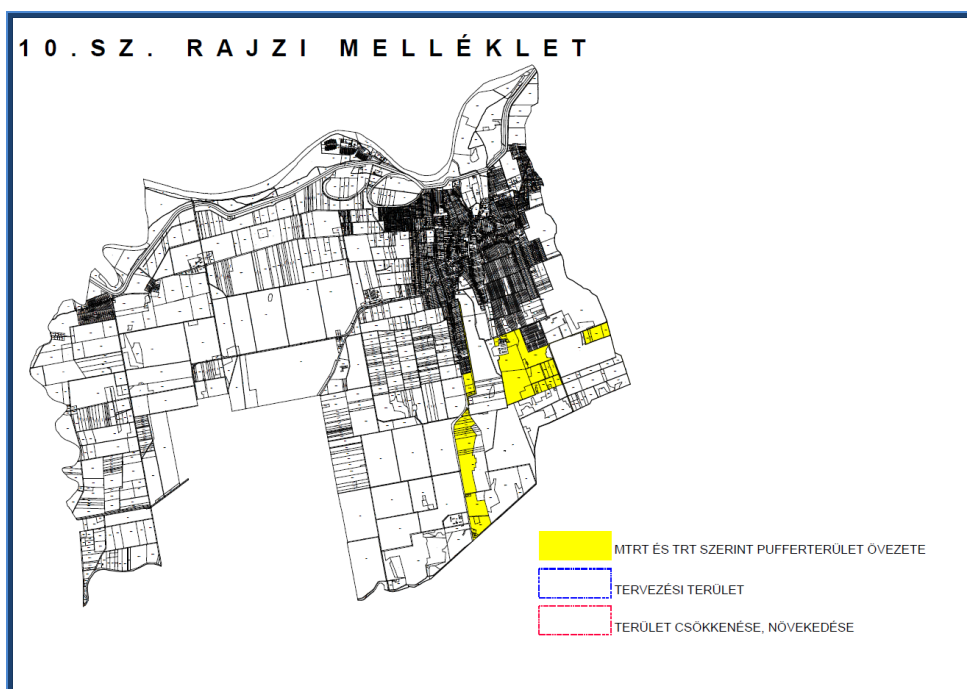 10.SZ. RAJZI MELLÉKLET
MTRT ÉS TRT SZERINT PUFFERTERÜLET ÖVEZETE
TERVEZÉSI TERÜLET
TERÜLET CSÖKKENÉSE, NÖVEKEDÉSE